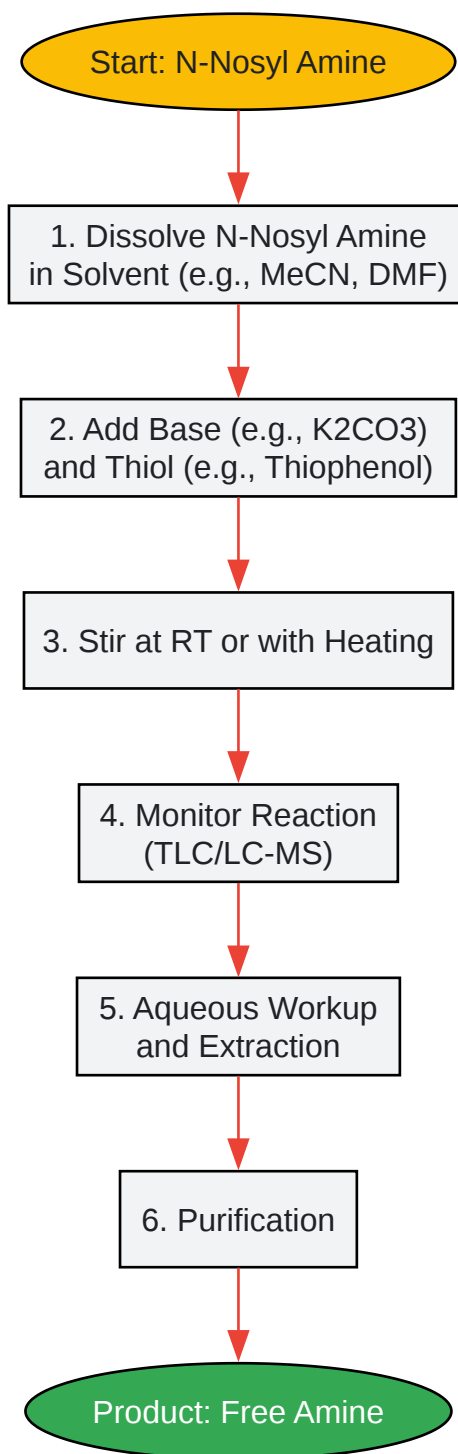 Start: N-Nosyl Amine
1. Dissolve N-Nosyl Amine
in Solvent (e.g., MeCN, DMF)
2. Add Base (e.g., K2CO3)
and Thiol (e.g., Thiophenol)
3. Stir at RT or with Heating
4. Monitor Reaction
(TLC/LC-MS)
5. Aqueous Workup
and Extraction
6. Purification
Product: Free Amine